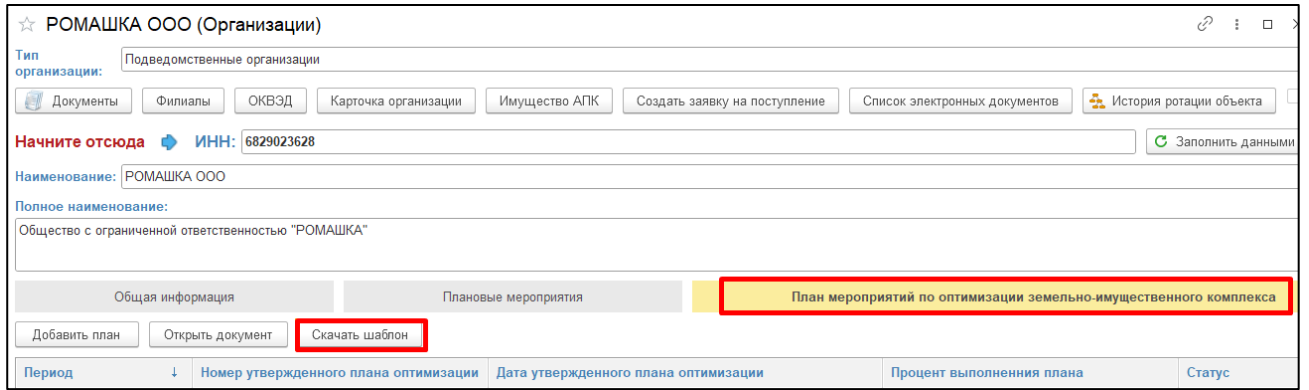 РОМАШКА ООО (Организации)
Тип организации: Подведомственные организации
Документы Филиалы ОКВЭД Карточка организации Имущество АПК Создать заявку на поступление Список электронных документов История ротации объекта
Начните отсюда ИНН: 6829023628 Заполнить данными
Наименование: РОМАШКА ООО
Полное наименование:
Общество с ограниченной ответственностью "РОМАШКА"
Общая информация Плановые мероприятия План мероприятий по оптимизации земельно-имущественного комплекса
Добавить план Открыть документ Скачать шаблон
Период ↓ Номер утвержденного плана оптимизации Дата утвержденного плана оптимизации Процент выполненния плана Статус